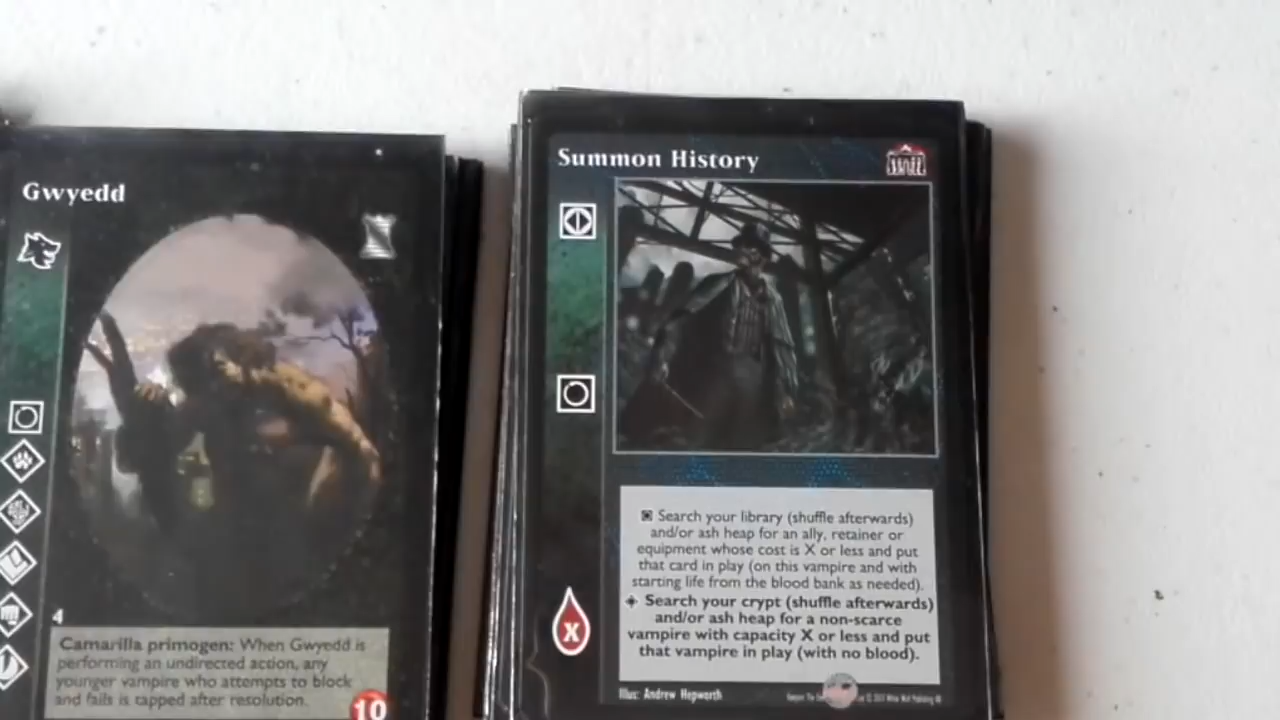 Gwyedd
4
Camarilla primogen: When Gwyedd is
performing an undirected action, any
younger vampire who attempts to block
and fails is tapped after resolution.
10
Summon History
X
Search your library (shuffle afterwards)
and/or ash heap for an ally, retainer or
equipment whose cost is X or less and put
that card in play (on this vampire and with
starting life from the blood bank as needed).
Search your crypt (shuffle afterwards)
and/or ash heap for a non-scarce
vampire with capacity X or less and put
that vampire in play (with no blood).
Illus: Andrew Hepworth